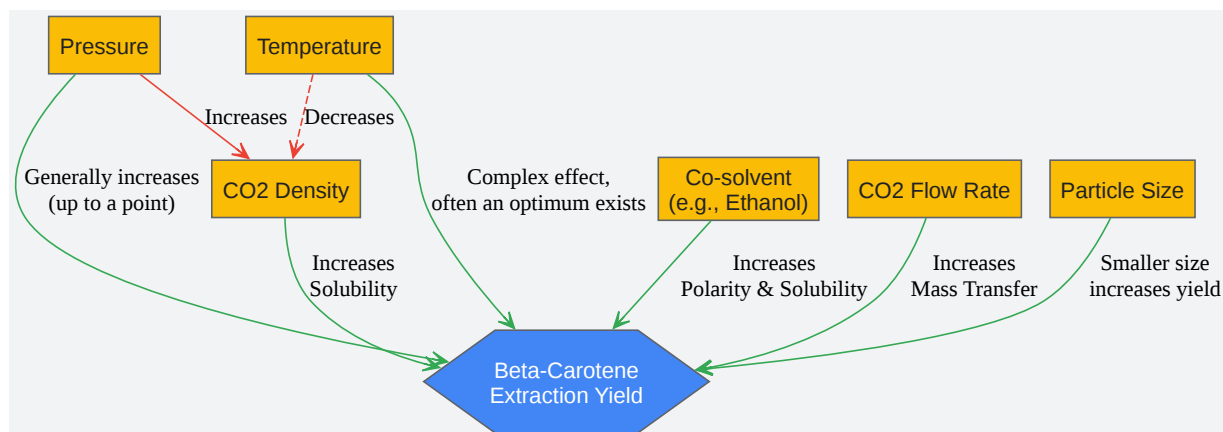 Pressure
Temperature
Increases
Decreases
Generally increases
(up to a point)
CO2 Density
Complex effect,
often an optimum exists
Co-solvent
(e.g., Ethanol)
CO2 Flow Rate
Particle Size
Increases
Solubility
Increases
Polarity & Solubility
Increases
Mass Transfer
Smaller size
increases yield
Beta-Carotene
Extraction Yield